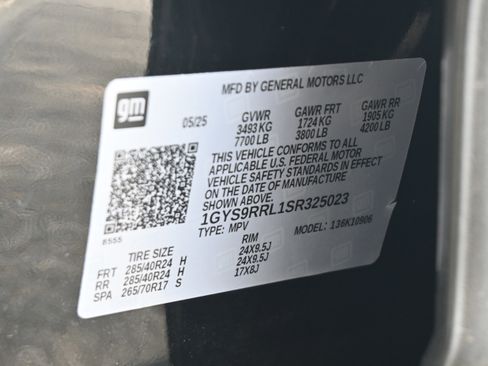 MFD BY GENERAL MOTORS LLC
gm
05/25 GVWR GAWR FRT GAWR RR
3493 KG 1724 KG 1905 KG
7700 LB 3800 LB 4200 LB
THIS VEHICLE CONFORMS TO ALL
APPLICABLE U.S. FEDERAL MOTOR
VEHICLE SAFETY STANDARDS IN EFFECT
ON THE DATE OF MANUFACTURE
SHOWN ABOVE.
1GYS9RRL1SR325023
TYPE: MPV MODEL: 136K10906
8555
TIRE SIZE RIM
FRT 285/40R24 H 24X9.5J
RR 285/40R24 H 24X9.5J
SPA 265/70R17 S 17X8J